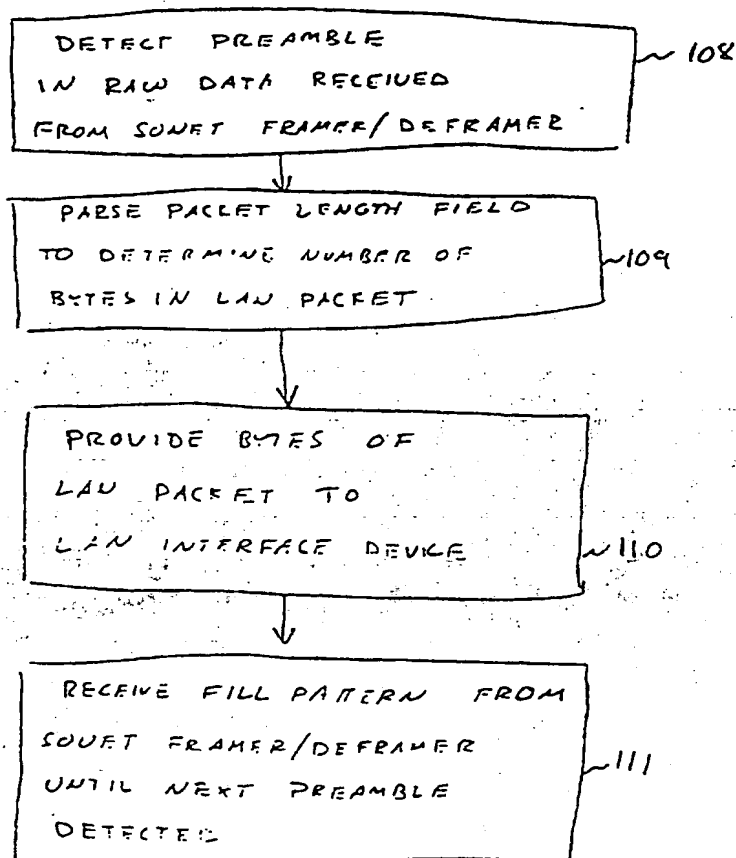 DETECT PREAMBLE
IN RAW DATA RECEIVED
FROM SONET FRAMER/DEFRAMER
108
PARSE PACKET LENGTH FIELD
TO DETERMINE NUMBER OF
BYTES IN LAN PACKET
109
PROVIDE BYTES OF
LAN PACKET TO
LAN INTERFACE DEVICE
110
RECEIVE FILL PATTERN FROM
SONET FRAMER/DEFRAMER
UNTIL NEXT PREAMBLE
DETECTED
111